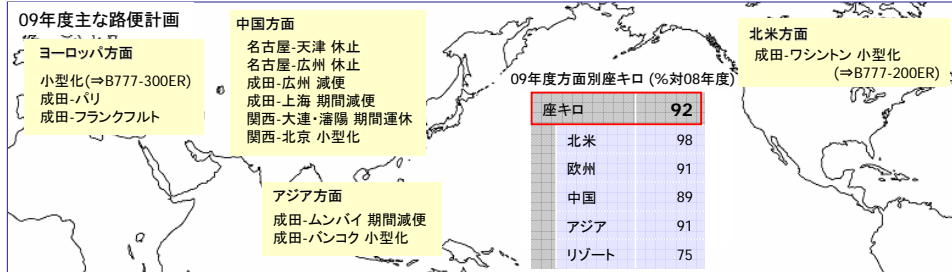 09年度主な路便計画
ヨーロッパ方面
小型化(⇒B777-300ER)
成田-パリ
成田-フランクフルト
中国方面
名古屋-天津 休止
名古屋-広州 休止
成田-広州 減便
成田-上海 期間減便
関西-大連・瀋陽 期間運休
関西-北京 小型化
アジア方面
成田-ムンバイ 期間減便
成田-バンコク 小型化
北米方面
成田-ワシントン 小型化
(⇒B777-200ER)
09年度方面別座キロ (%対08年度)
座キロ 92
北米 98
欧州 91
中国 89
アジア 91
リゾート 75